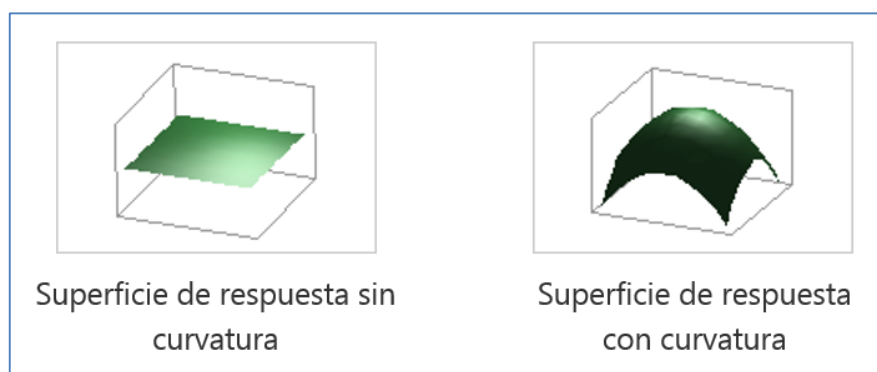 Superficie de respuesta sin
curvatura
Superficie de respuesta
con curvatura